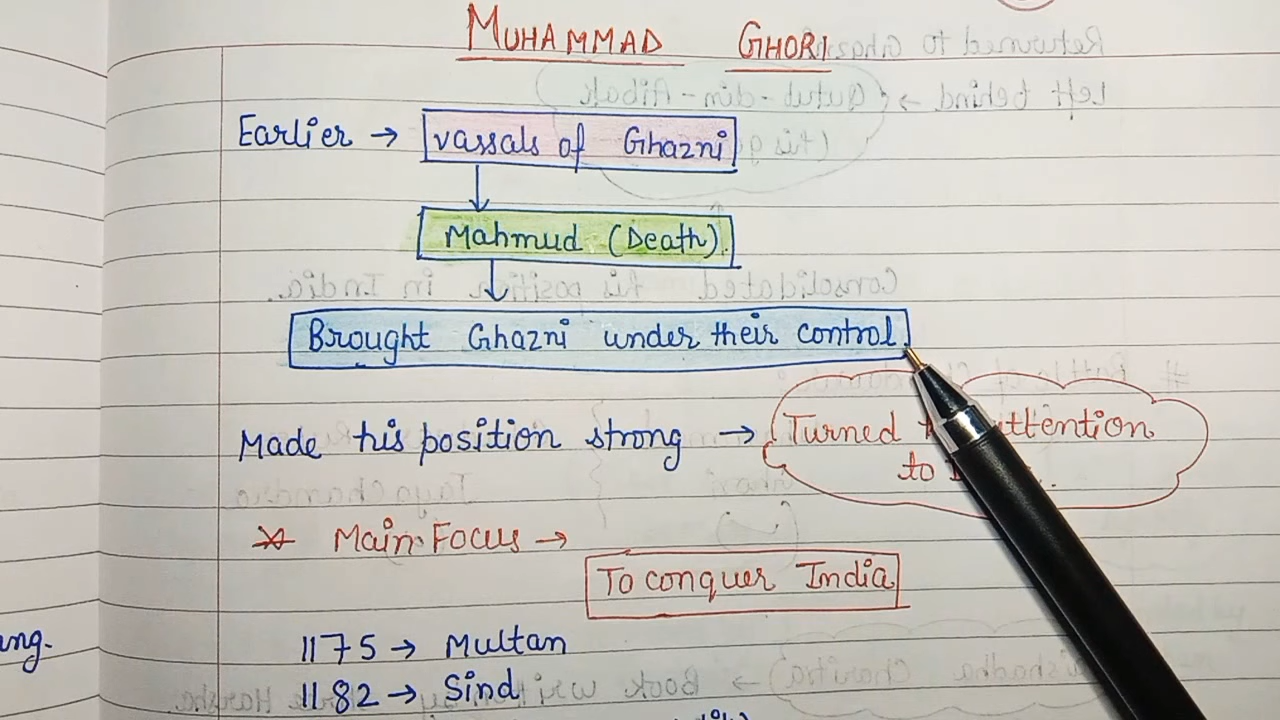 MUHAMMAD GHORI
Earlier → vassals of Ghazni
Mahmud (Death).
Brought Ghazni under their control.
Made his position strong → Turned attention
to
Main Focus →
To conquer India
ing.
1175 → Multan
1182 → Sind